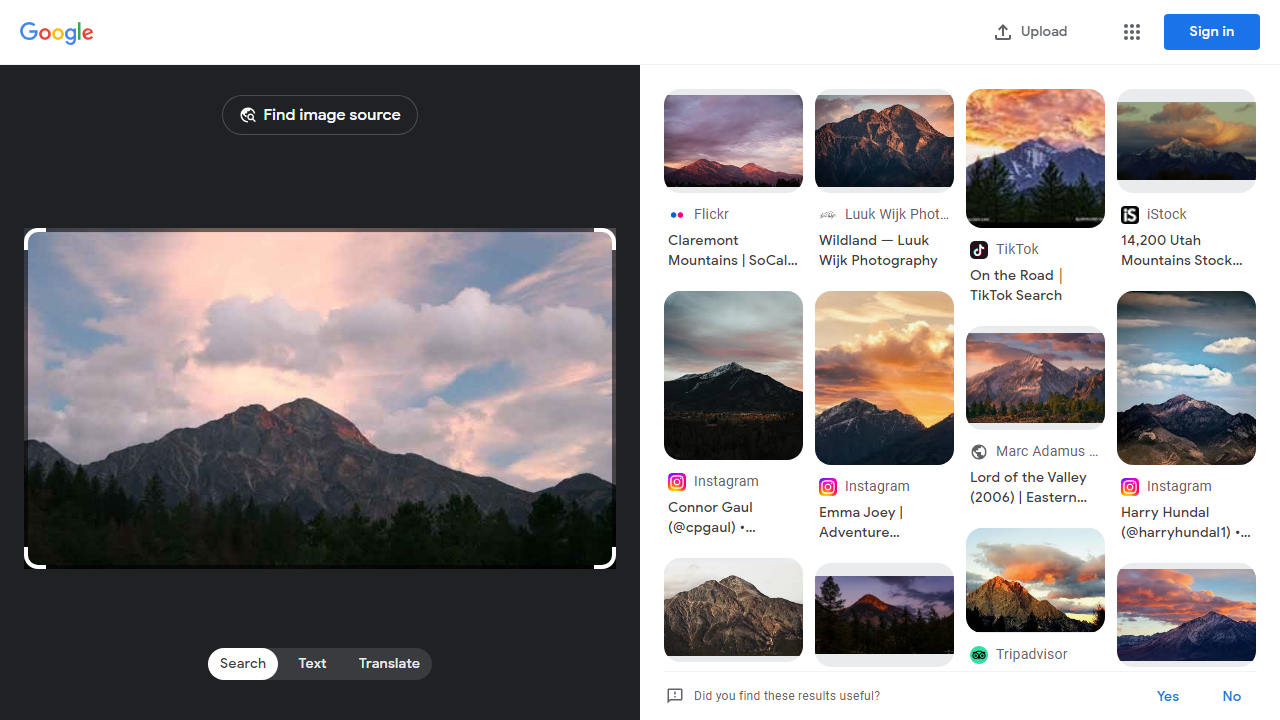 Google
Upload
Sign in
Find image source
Search
Text
Translate
Flickr
Claremont
Mountains | SoCal...
Luuk Wijk Phot...
Wildland — Luuk
Wijk Photography
TikTok
On the Road |
TikTok Search
iStock
14,200 Utah
Mountains Stock...
Instagram
Connor Gaul
(@cpgaul) •...
Instagram
Emma Joey |
Adventure...
Marc Adamus ...
Lord of the Valley
(2006) | Eastern...
Instagram
Harry Hundal
(@harryhundal1) •...
Tripadvisor
Did you find these results useful?
Yes
No